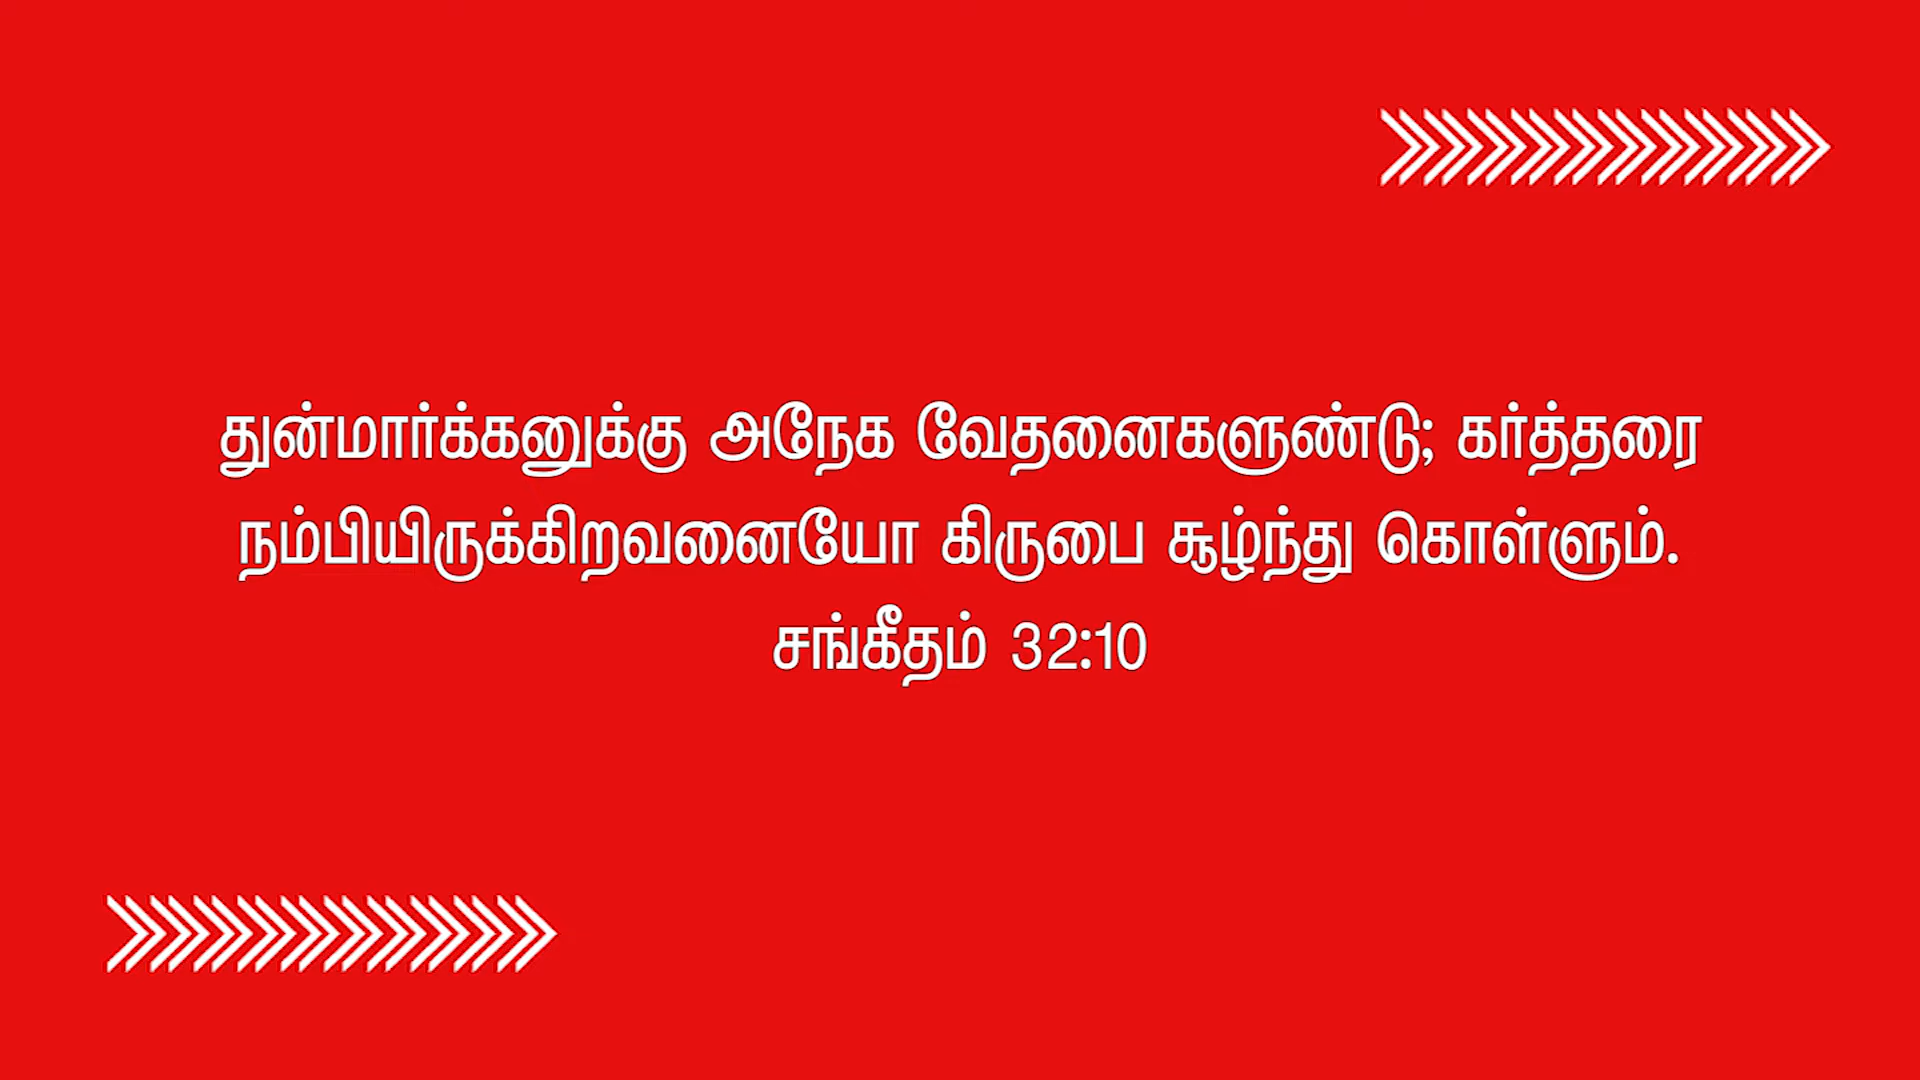 துன்மார்க்கனுக்கு அநேக வேதனைகளுண்டு; கர்த்தரை
நம்பியிருக்கிறவனையோ கிருபை சூழ்ந்து கொள்ளும்.
சங்கீதம் 32:10